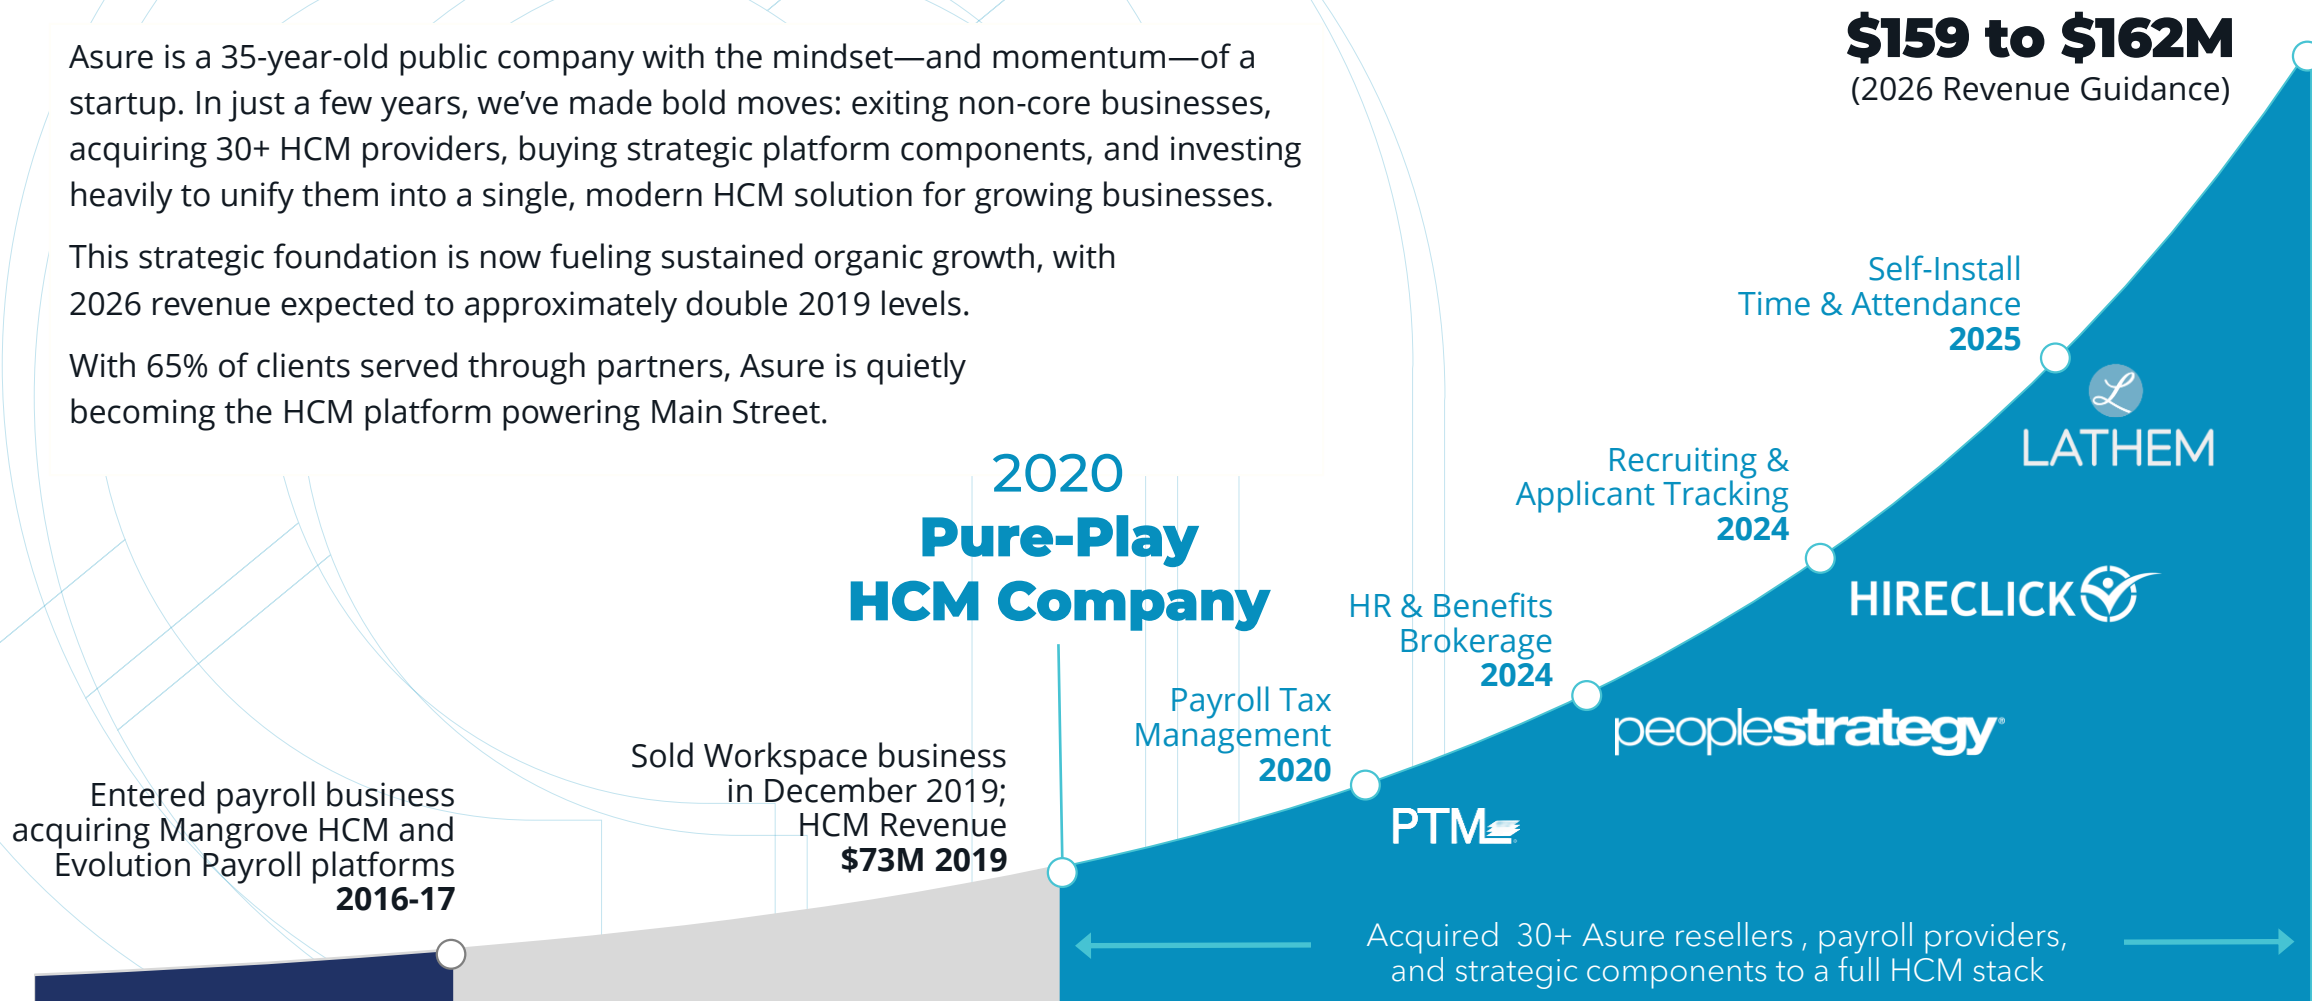 Asure is a 35-year-old public company with the mindset—and momentum—of a
startup. In just a few years, we’ve made bold moves: exiting non-core businesses,
acquiring 30+ HCM providers, buying strategic platform components, and investing
heavily to unify them into a single, modern HCM solution for growing businesses.
This strategic foundation is now fueling sustained organic growth, with
2026 revenue expected to approximately double 2019 levels.
With 65% of clients served through partners, Asure is quietly
becoming the HCM platform powering Main Street.
Entered payroll business
acquiring Mangrove HCM and
Evolution Payroll platforms
2016-17
Sold Workspace business
in December 2019;
HCM Revenue
$73M 2019
2020
Pure-Play
HCM Company
Payroll Tax
Management
2020
PTM
HR & Benefits
Brokerage
2024
peoplestrategy®
Recruiting &
Applicant Tracking
2024
HIRECLICK
Self-Install
Time & Attendance
2025
L
LATHEM
$159 to $162M
(2026 Revenue Guidance)
Acquired 30+ Asure resellers , payroll providers,
and strategic components to a full HCM stack